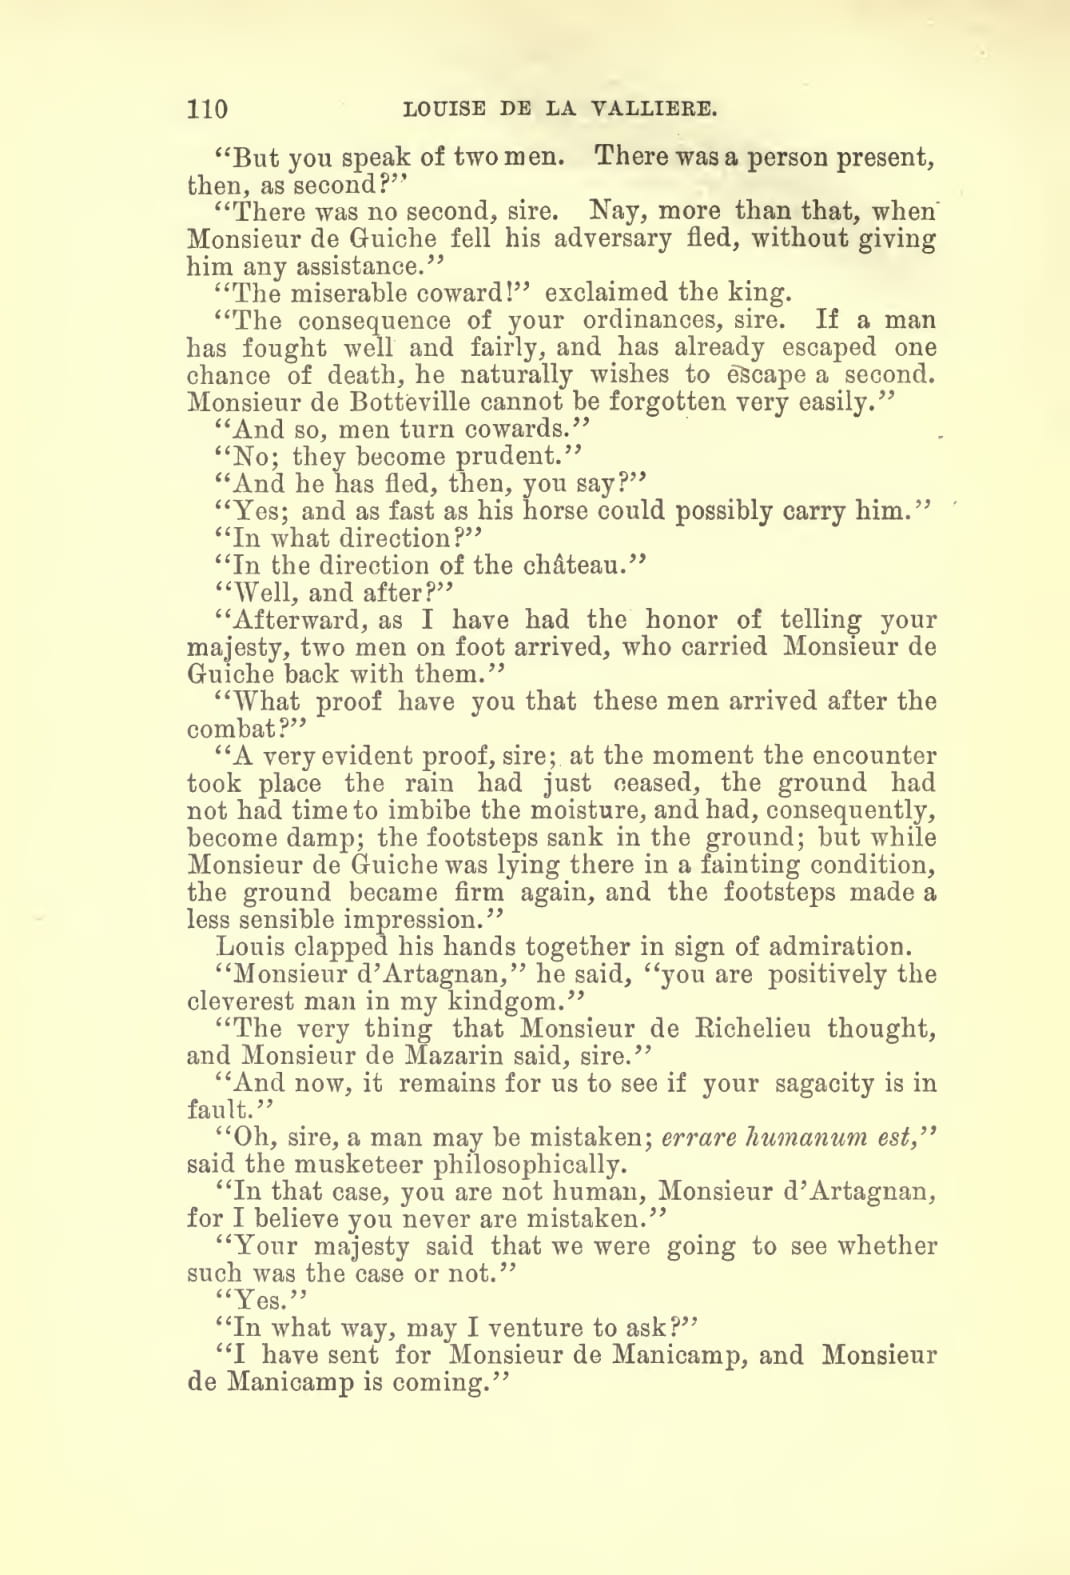 110 LOUISE DE LA VALLIERE.
“But you speak of two men. There was a person present,
then, as second?”
“There was no second, sire. Nay, more than that, when
Monsieur de Guiche fell his adversary fled, without giving
him any assistance.”
“The miserable coward!” exclaimed the king.
“The consequence of your ordinances, sire. If a man
has fought well and fairly, and has already escaped one
chance of death, he naturally wishes to escape a second.
Monsieur de Botteville cannot be forgotten very easily.”
“And so, men turn cowards.”
“No; they become prudent.”
“And he has fled, then, you say?”
“Yes; and as fast as his horse could possibly carry him.”
“In what direction?”
“In the direction of the château.”
“Well, and after?”
“Afterward, as I have had the honor of telling your
majesty, two men on foot arrived, who carried Monsieur de
Guiche back with them.”
“What proof have you that these men arrived after the
combat?”
“A very evident proof, sire; at the moment the encounter
took place the rain had just ceased, the ground had
not had time to imbibe the moisture, and had, consequently,
become damp; the footsteps sank in the ground; but while
Monsieur de Guiche was lying there in a fainting condition,
the ground became firm again, and the footsteps made a
less sensible impression.”
Louis clapped his hands together in sign of admiration.
“Monsieur d’Artagnan,” he said, “you are positively the
cleverest man in my kindgom.”
“The very thing that Monsieur de Richelieu thought,
and Monsieur de Mazarin said, sire.”
“And now, it remains for us to see if your sagacity is in
fault.”
“Oh, sire, a man may be mistaken; errare humanum est,”
said the musketeer philosophically.
“In that case, you are not human, Monsieur d’Artagnan,
for I believe you never are mistaken.”
“Your majesty said that we were going to see whether
such was the case or not.”
“Yes.”
“In what way, may I venture to ask?”
“I have sent for Monsieur de Manicamp, and Monsieur
de Manicamp is coming.”